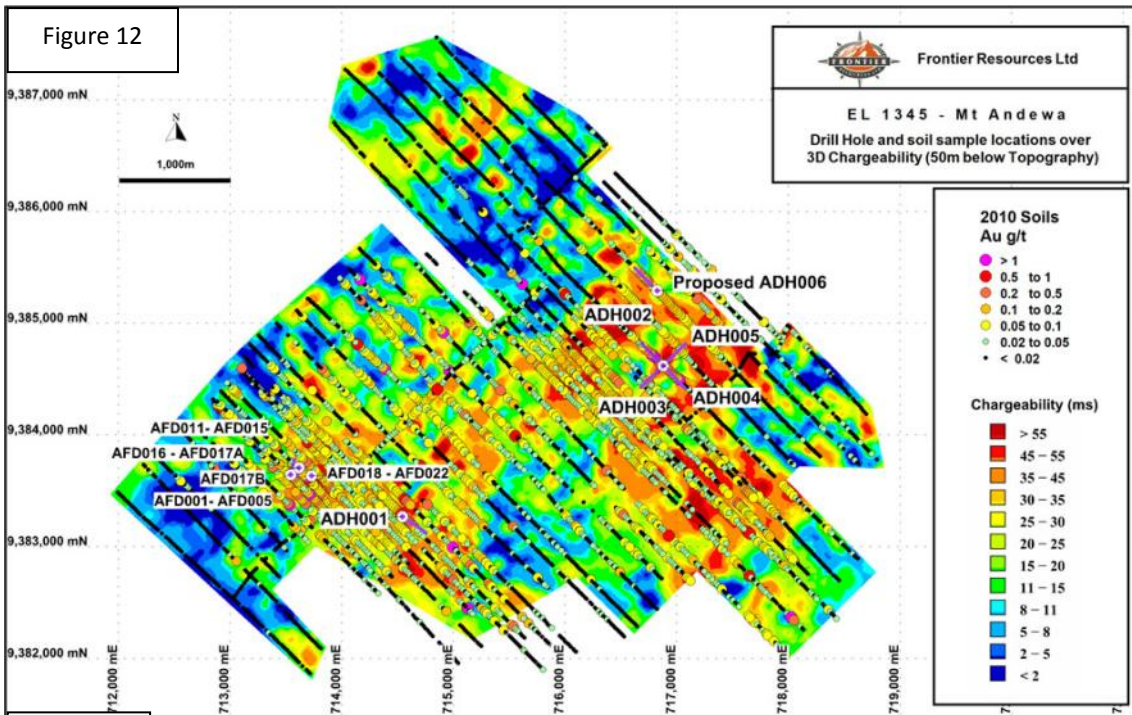 Figure 12
FRONTIER
Frontier Resources Ltd
EL 1345 - Mt Andewa
Drill Hole and soil sample locations over
3D Chargeability (50m below Topography)
9,387,000 mN
N
1,000m
9,386,000 mN
2010 Soils
Au g/t
> 1
0.5 to 1
0.2 to 0.5
0.1 to 0.2
0.05 to 0.1
0.02 to 0.05
< 0.02
Proposed ADH006
9,385,000 mN
ADH002
ADH005
ADH003
ADH004
9,384,000 mN
AFD011- AFD015
AFD016 - AFD017A
AFD017B
AFD018 - AFD022
AFD001- AFD005
ADH001
9,383,000 mN
Chargeability (ms)
> 55
45 – 55
35 – 45
30 – 35
25 – 30
20 – 25
15 – 20
11 – 15
8 – 11
5 – 8
2 – 5
< 2
9,382,000 mN
712,000 mE
713,000 mE
714,000 mE
715,000 mE
716,000 mE
717,000 mE
718,000 mE
719,000 mE